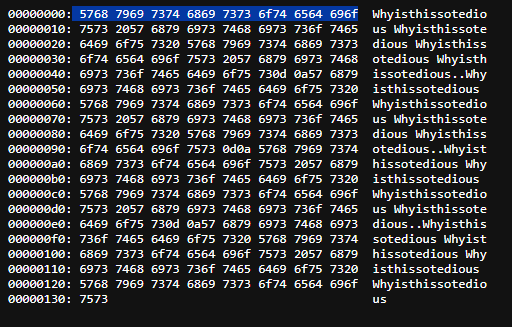 00000000: 5768 7969 7374 6869 7373 6f74 6564 696f  Whyisthissotedio
00000010: 7573 2057 6879 6973 7468 6973 736f 7465  us Whyisthissote
00000020: 6469 6f75 7320 5768 7969 7374 6869 7373  dious Whyisthiss
00000030: 6f74 6564 696f 7573 2057 6879 6973 7468  otedious Whyisth
00000040: 6973 736f 7465 6469 6f75 730d 0a57 6879  issotedious..Why
00000050: 6973 7468 6973 736f 7465 6469 6f75 7320  isthissotedious
00000060: 5768 7969 7374 6869 7373 6f74 6564 696f  Whyisthissotedio
00000070: 7573 2057 6879 6973 7468 6973 736f 7465  us Whyisthissote
00000080: 6469 6f75 7320 5768 7969 7374 6869 7373  dious Whyisthiss
00000090: 6f74 6564 696f 7573 0d0a 5768 7969 7374  otedious..Whyist
000000a0: 6869 7373 6f74 6564 696f 7573 2057 6879  hissotedious Why
000000b0: 6973 7468 6973 736f 7465 6469 6f75 7320  isthissotedious
000000c0: 5768 7969 7374 6869 7373 6f74 6564 696f  Whyisthissotedio
000000d0: 7573 2057 6879 6973 7468 6973 736f 7465  us Whyisthissote
000000e0: 6469 6f75 730d 0a57 6879 6973 7468 6973  dious..Whyisthis
000000f0: 736f 7465 6469 6f75 7320 5768 7969 7374  sotedious Whyist
00000100: 6869 7373 6f74 6564 696f 7573 2057 6879  hissotedious Why
00000110: 6973 7468 6973 736f 7465 6469 6f75 7320  isthissotedious
00000120: 5768 7969 7374 6869 7373 6f74 6564 696f  Whyisthissotedio
00000130: 7573  us